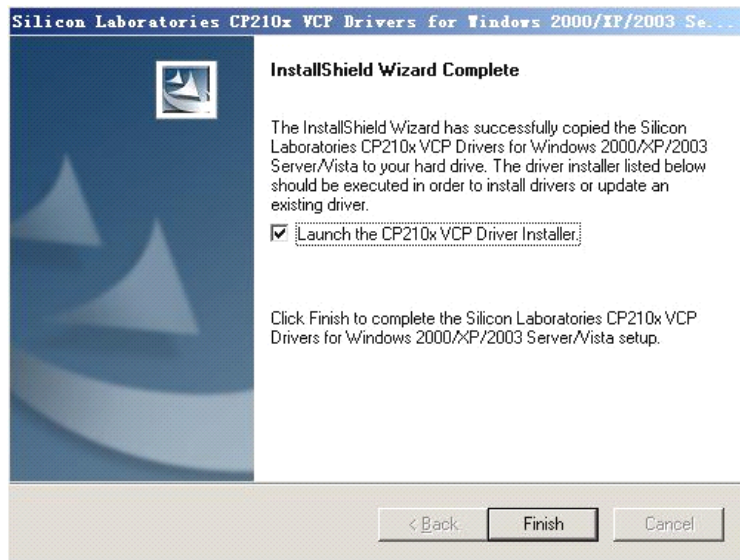 Silicon Laboratories CP210x VCP Drivers for Windows 2000/XP/2003 Se...
InstallShield Wizard Complete
The InstallShield Wizard has successfully copied the Silicon
Laboratories CP210x VCP Drivers for Windows 2000/XP/2003
Server/Vista to your hard drive. The driver installer listed below
should be executed in order to install drivers or update an
existing driver.
Launch the CP210x VCP Driver Installer.
Click Finish to complete the Silicon Laboratories CP210x VCP
Drivers for Windows 2000/XP/2003 Server/Vista setup.
< Back Finish Cancel